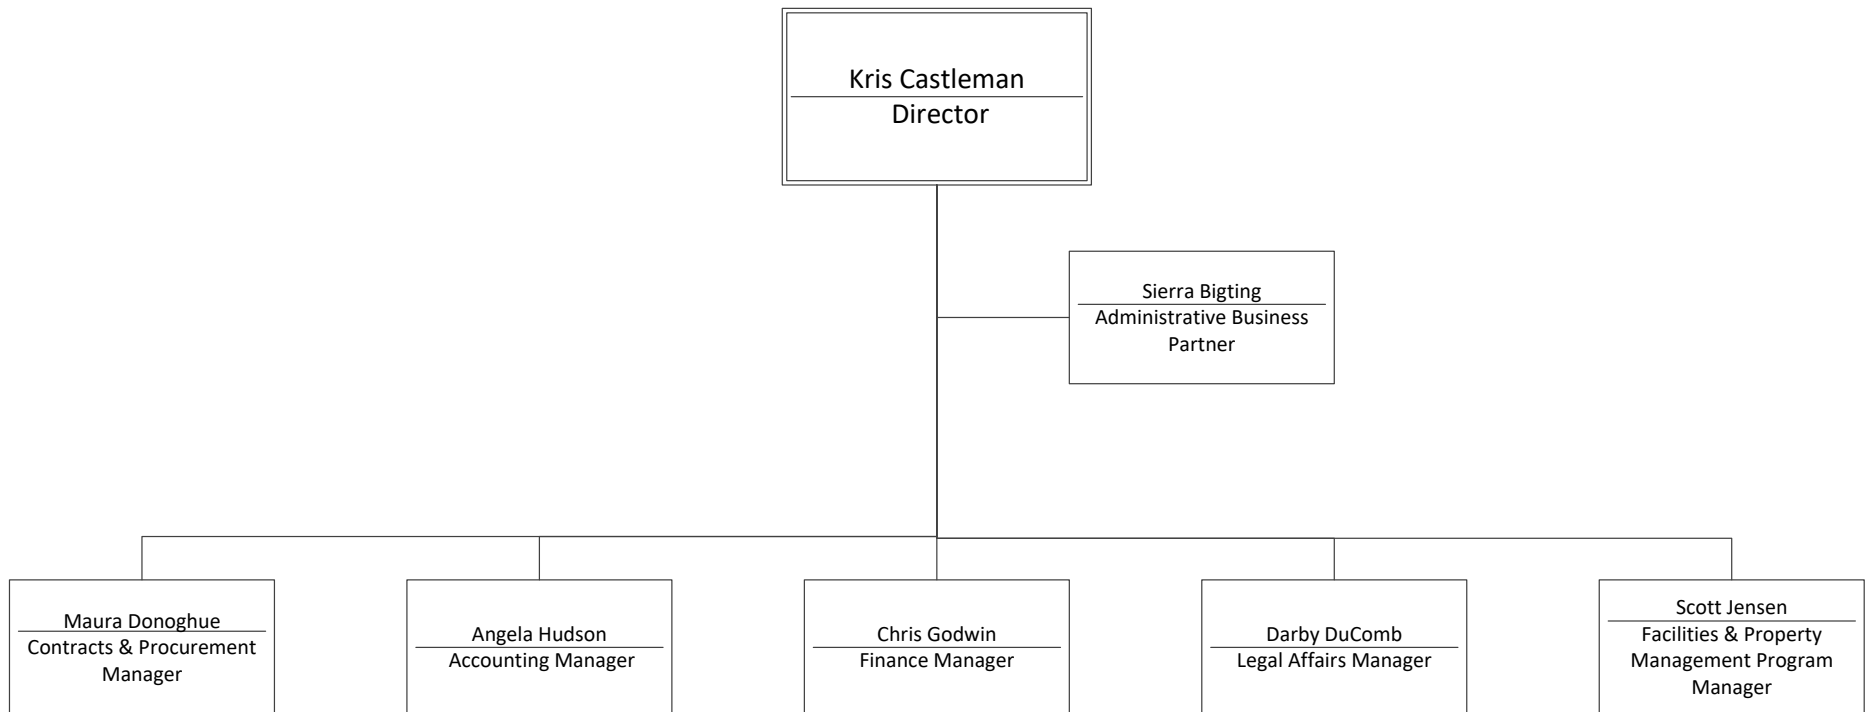 Kris Castleman
Director
Sierra Bigting
Administrative Business
Partner
Maura Donoghue
Contracts & Procurement
Manager
Angela Hudson
Accounting Manager
Chris Godwin
Finance Manager
Darby DuComb
Legal Affairs Manager
Scott Jensen
Facilities & Property
Management Program
Manager